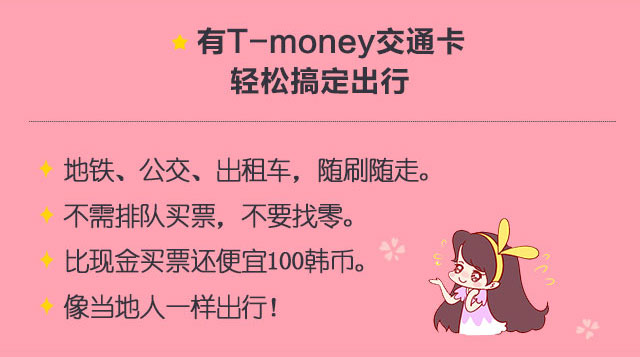 有T-money交通卡
轻松搞定出行
地铁、公交、出租车，随刷随走。
不需排队买票，不要找零。
比现金买票还便宜100韩币。
像当地人一样出行！